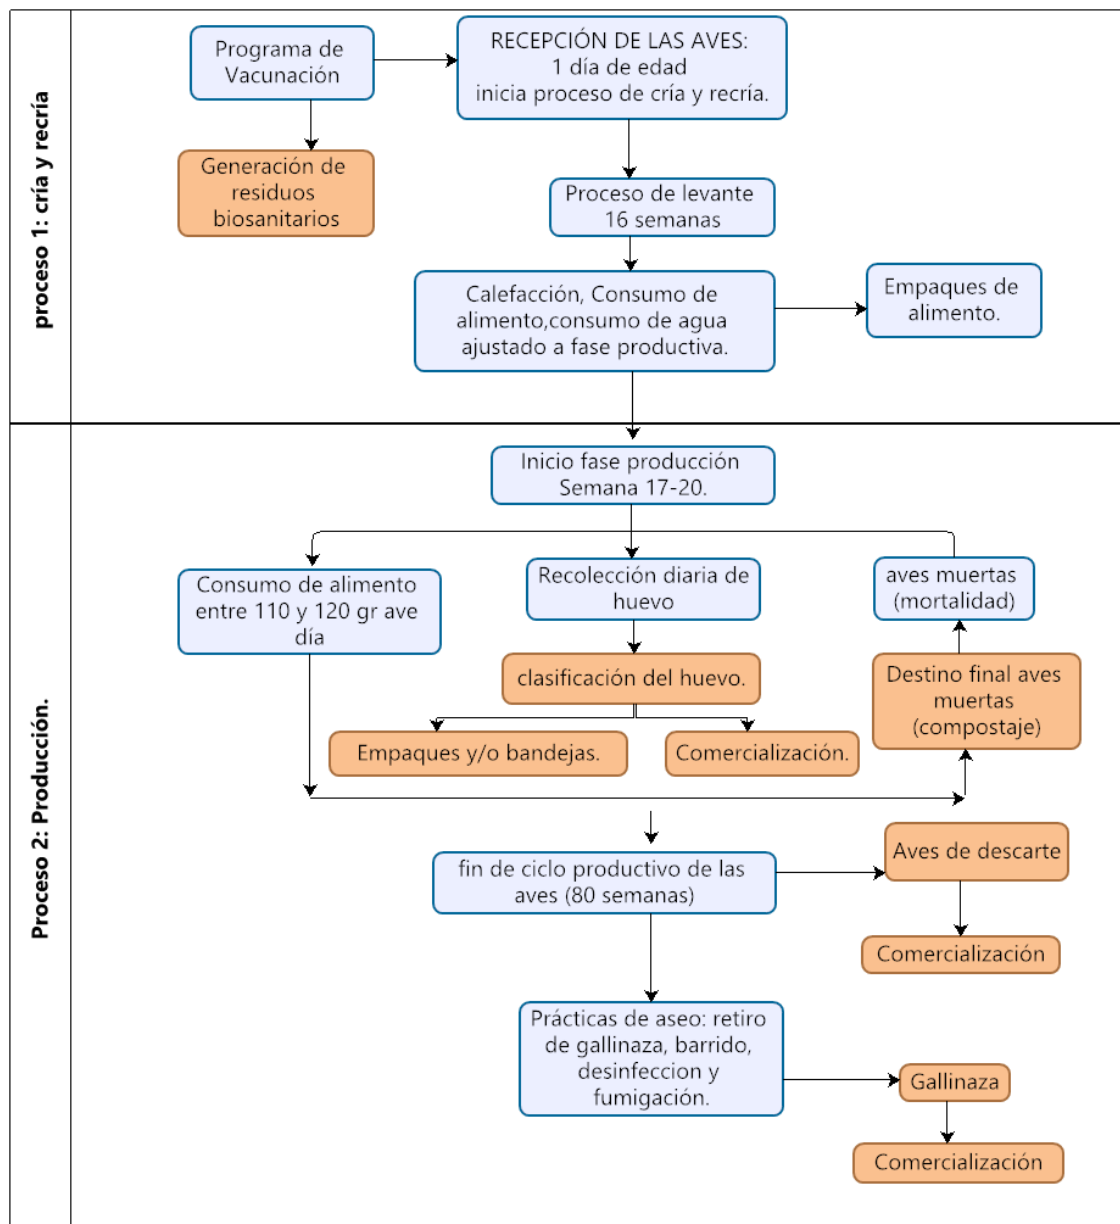 proceso 1: cría y recría
Programa de
Vacunación
RECEPCIÓN DE LAS AVES:
1 día de edad
inicia proceso de cría y recría.
Generación de
residuos
biosanitarios
Proceso de levante
16 semanas
Calefacción, Consumo de
alimento,consumo de agua
ajustado a fase productiva.
Empaques de
alimento.
Proceso 2: Producción.
Inicio fase producción
Semana 17-20.
Consumo de alimento
entre 110 y 120 gr ave
día
Recolección diaria de
huevo
aves muertas
(mortalidad)
clasificación del huevo.
Destino final aves
muertas
(compostaje)
Empaques y/o bandejas.
Comercialización.
fin de ciclo productivo de las
aves (80 semanas)
Aves de descarte
Comercialización
Prácticas de aseo: retiro
de gallinaza, barrido,
desinfeccion y
fumigación.
Gallinaza
Comercialización